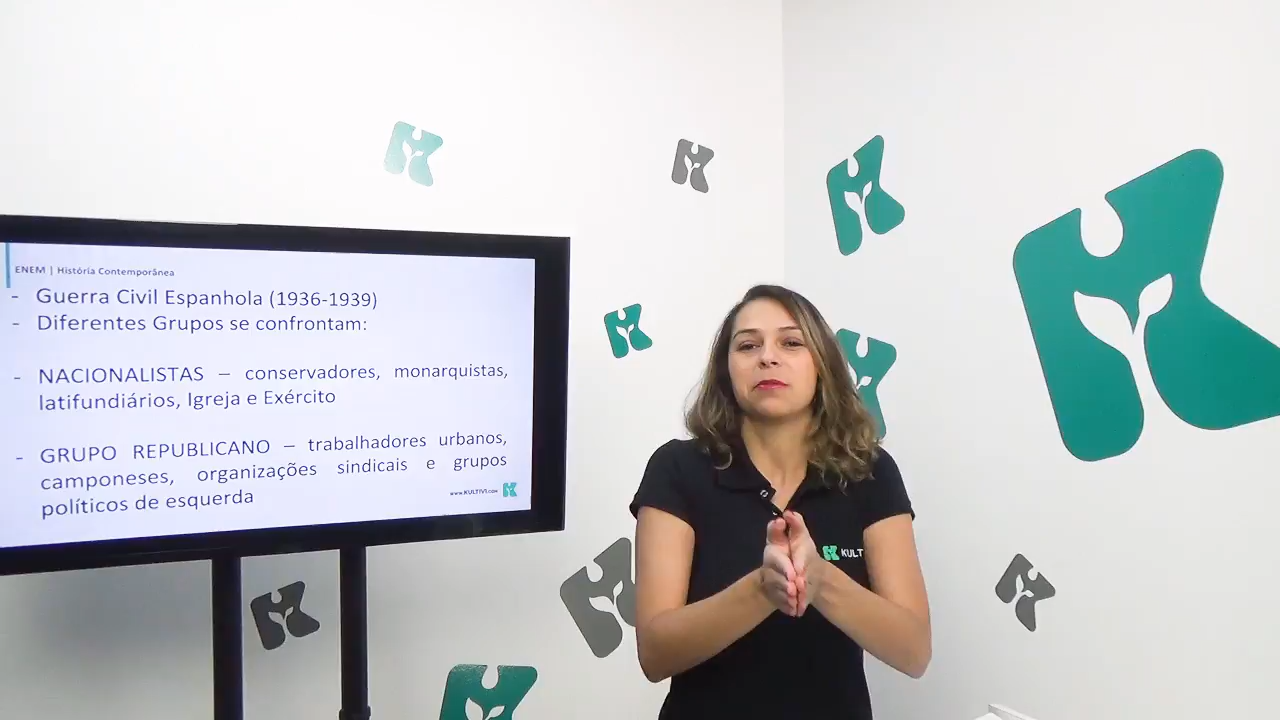 ENEM | História Contemporânea
- Guerra Civil Espanhola (1936-1939)
- Diferentes Grupos se confrontam:
- NACIONALISTAS – conservadores, monarquistas,
latifundiários, Igreja e Exército
- GRUPO REPUBLICANO – trabalhadores urbanos,
camponeses, organizações sindicais e grupos
políticos de esquerda
www.KULTIVI.com
KULT